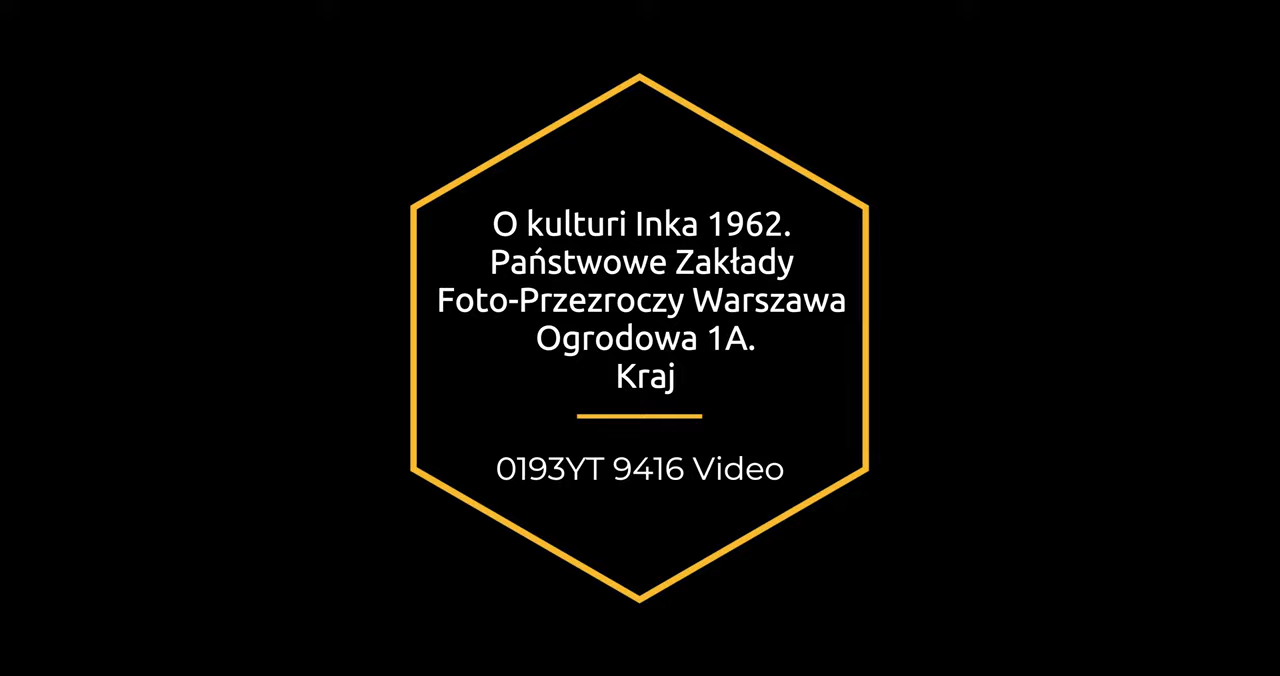 O kulturi Inka 1962.
Państwowe Zakłady
Foto-Przezroczy Warszawa
Ogrodowa 1A.
Kraj
0193YT 9416 Video